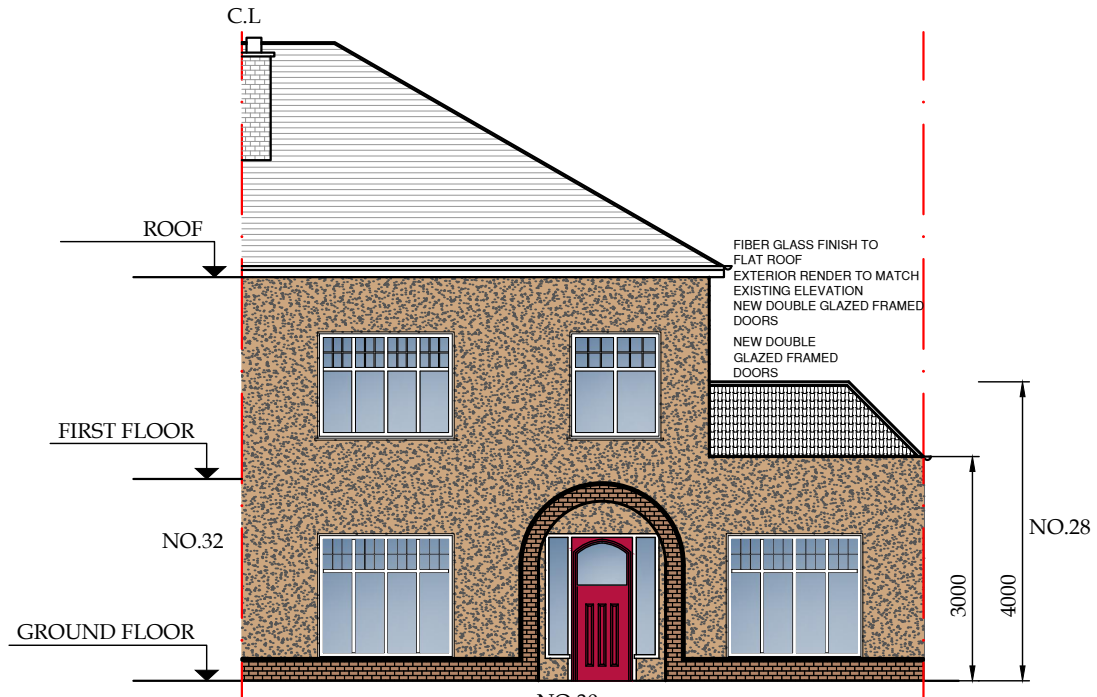 C.L
ROOF
FIBER GLASS FINISH TO
FLAT ROOF
EXTERIOR RENDER TO MATCH
EXISTING ELEVATION
NEW DOUBLE GLAZED FRAMED
DOORS
NEW DOUBLE
GLAZED FRAMED
DOORS
FIRST FLOOR
NO.32
NO.28
3000
4000
GROUND FLOOR